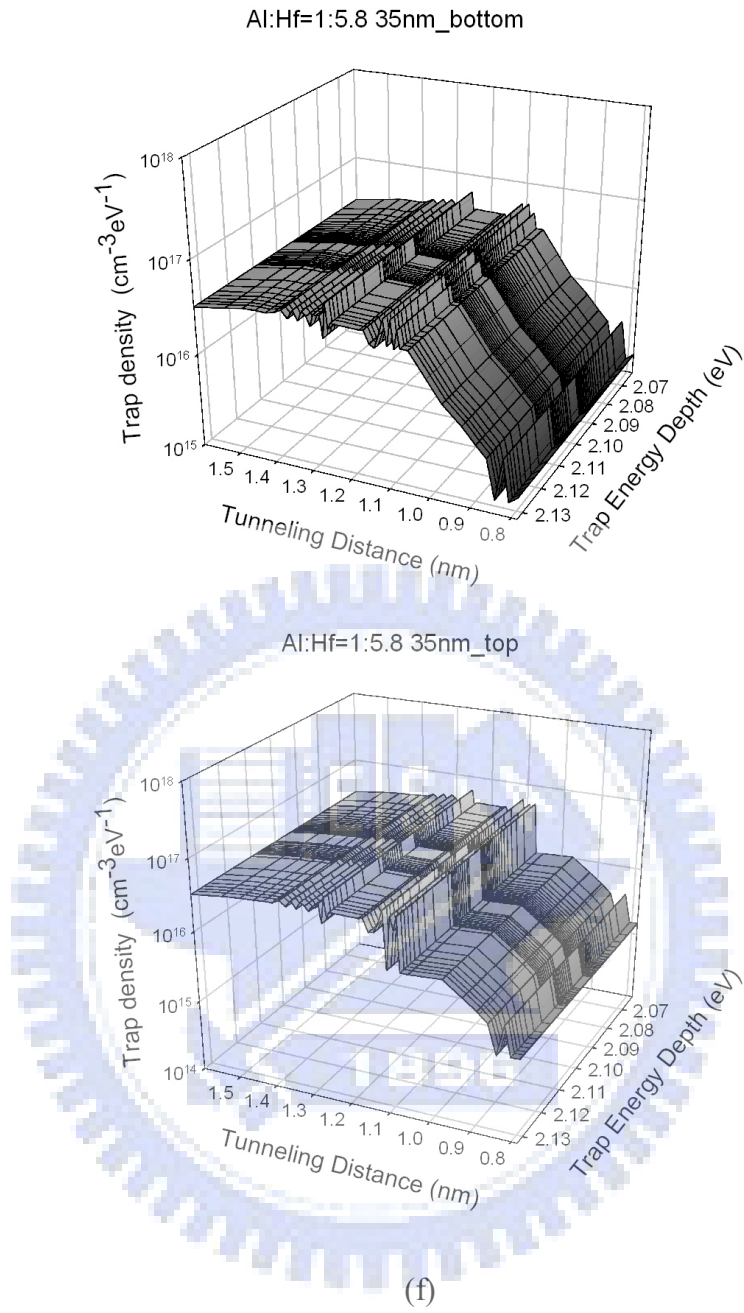 Al:Hf=1:5.8 35nm_bottom
10¹⁸
10¹⁷
10¹⁶
10¹⁵
Trap density (cm⁻³eV⁻¹)
1.5 1.4 1.3 1.2 1.1 1.0 0.9 0.8
Tunneling Distance (nm)
2.07
2.08
2.09
2.10
2.11
2.12
2.13
Trap Energy Depth (eV)
Al:Hf=1:5.8 35nm_top
10¹⁸
10¹⁷
10¹⁶
10¹⁵
10¹⁴
Trap density (cm⁻³eV⁻¹)
1.5 1.4 1.3 1.2 1.1 1.0 0.9 0.8
Tunneling Distance (nm)
2.07
2.08
2.09
2.10
2.11
2.12
2.13
Trap Energy Depth (eV)
1896
(f)